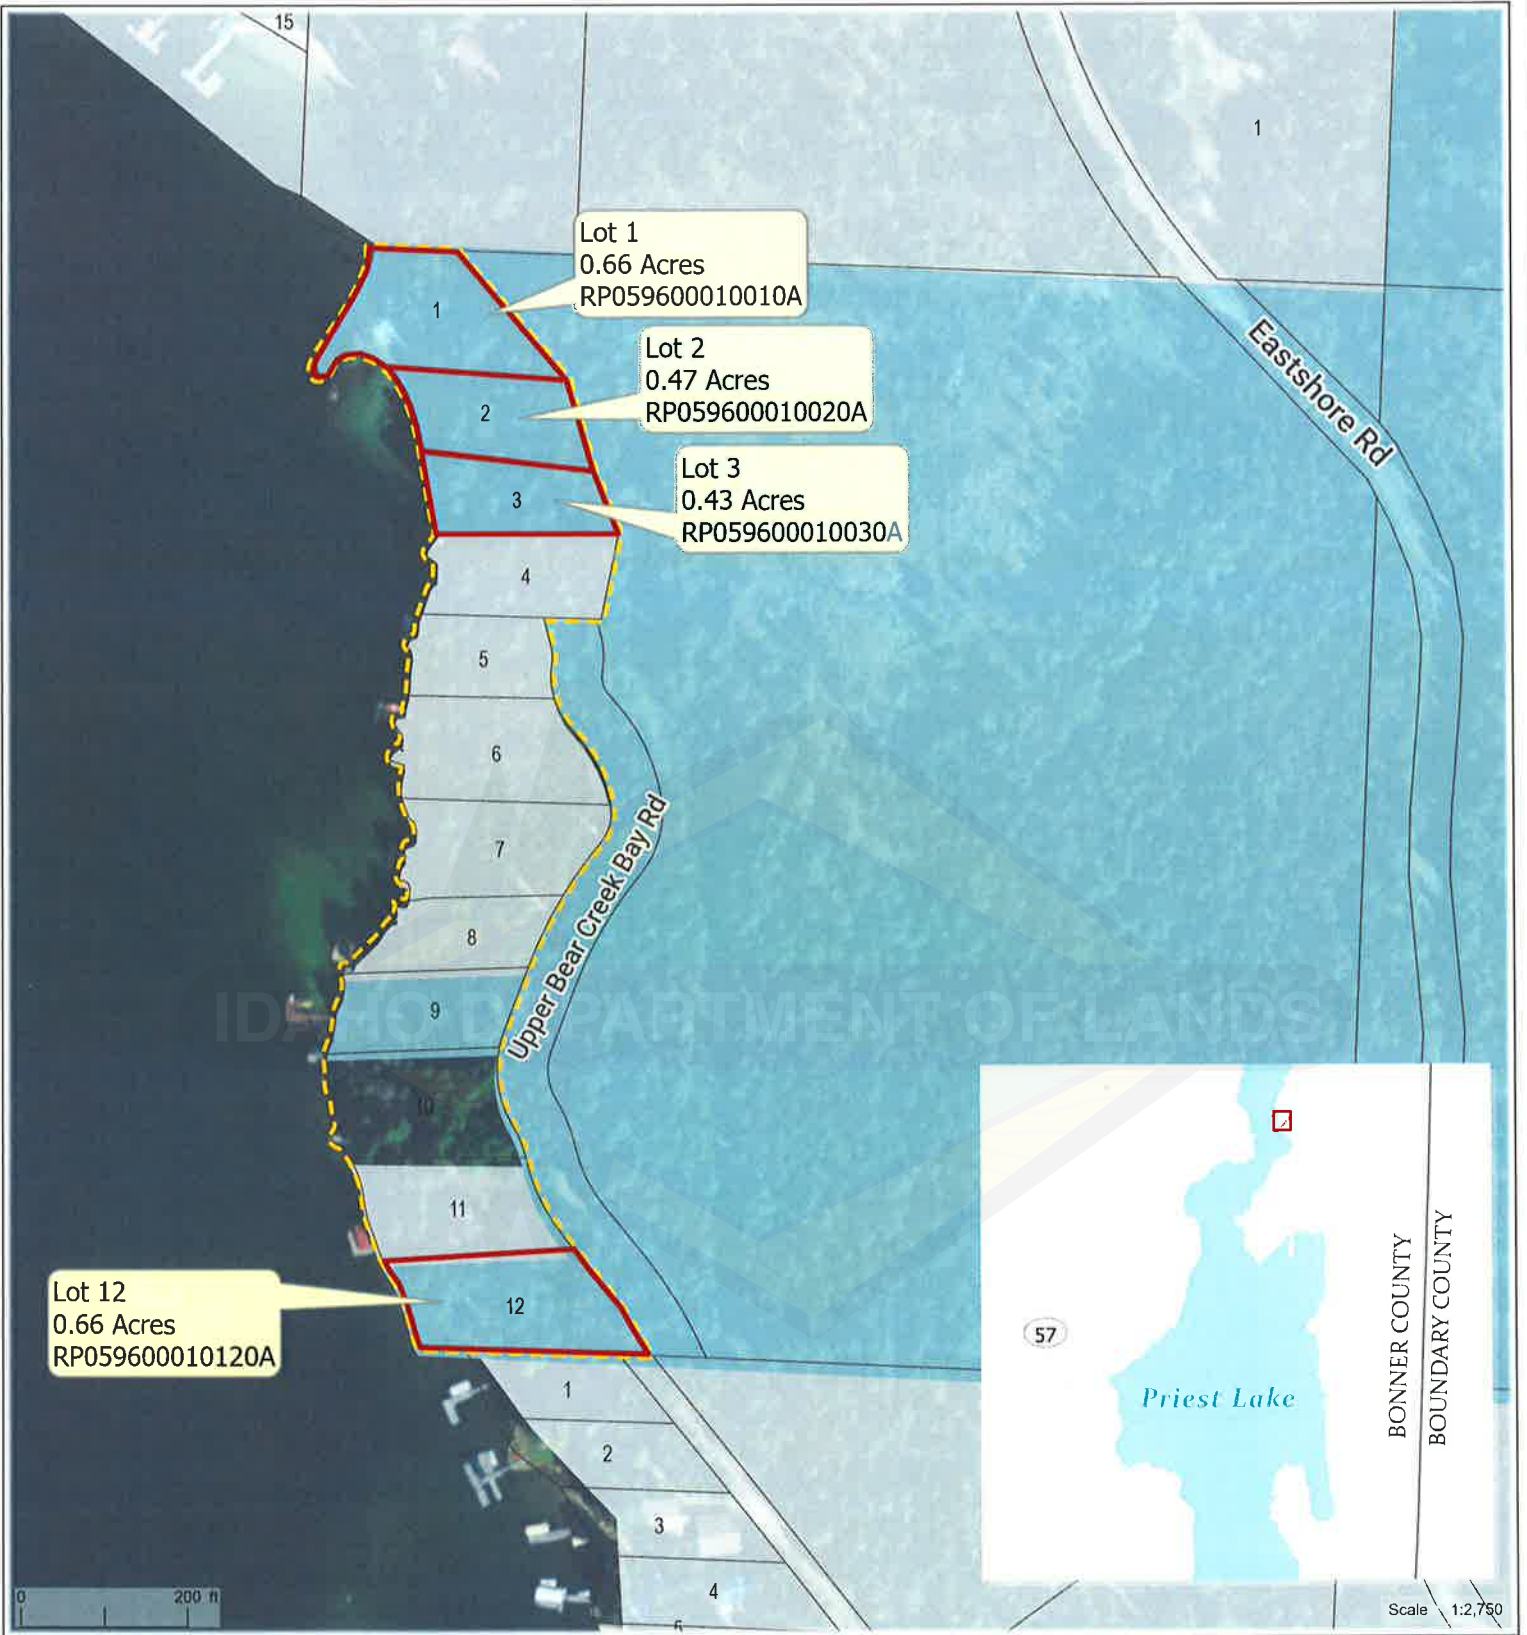 15
1
Lot 1
0.66 Acres
RP059600010010A
1
Lot 2
0.47 Acres
RP059600010020A
2
Eastshore Rd
Lot 3
0.43 Acres
RP059600010030A
3
4
5
6
7
8
Upper Bear Creek Bay Rd
9
IDAHO DEPARTMENT OF LANDS
10
11
Lot 12
0.66 Acres
RP059600010120A
12
57
Priest Lake
BONNER COUNTY
BOUNDARY COUNTY
1
2
3
4
0 200 ft
Scale 1:2,750